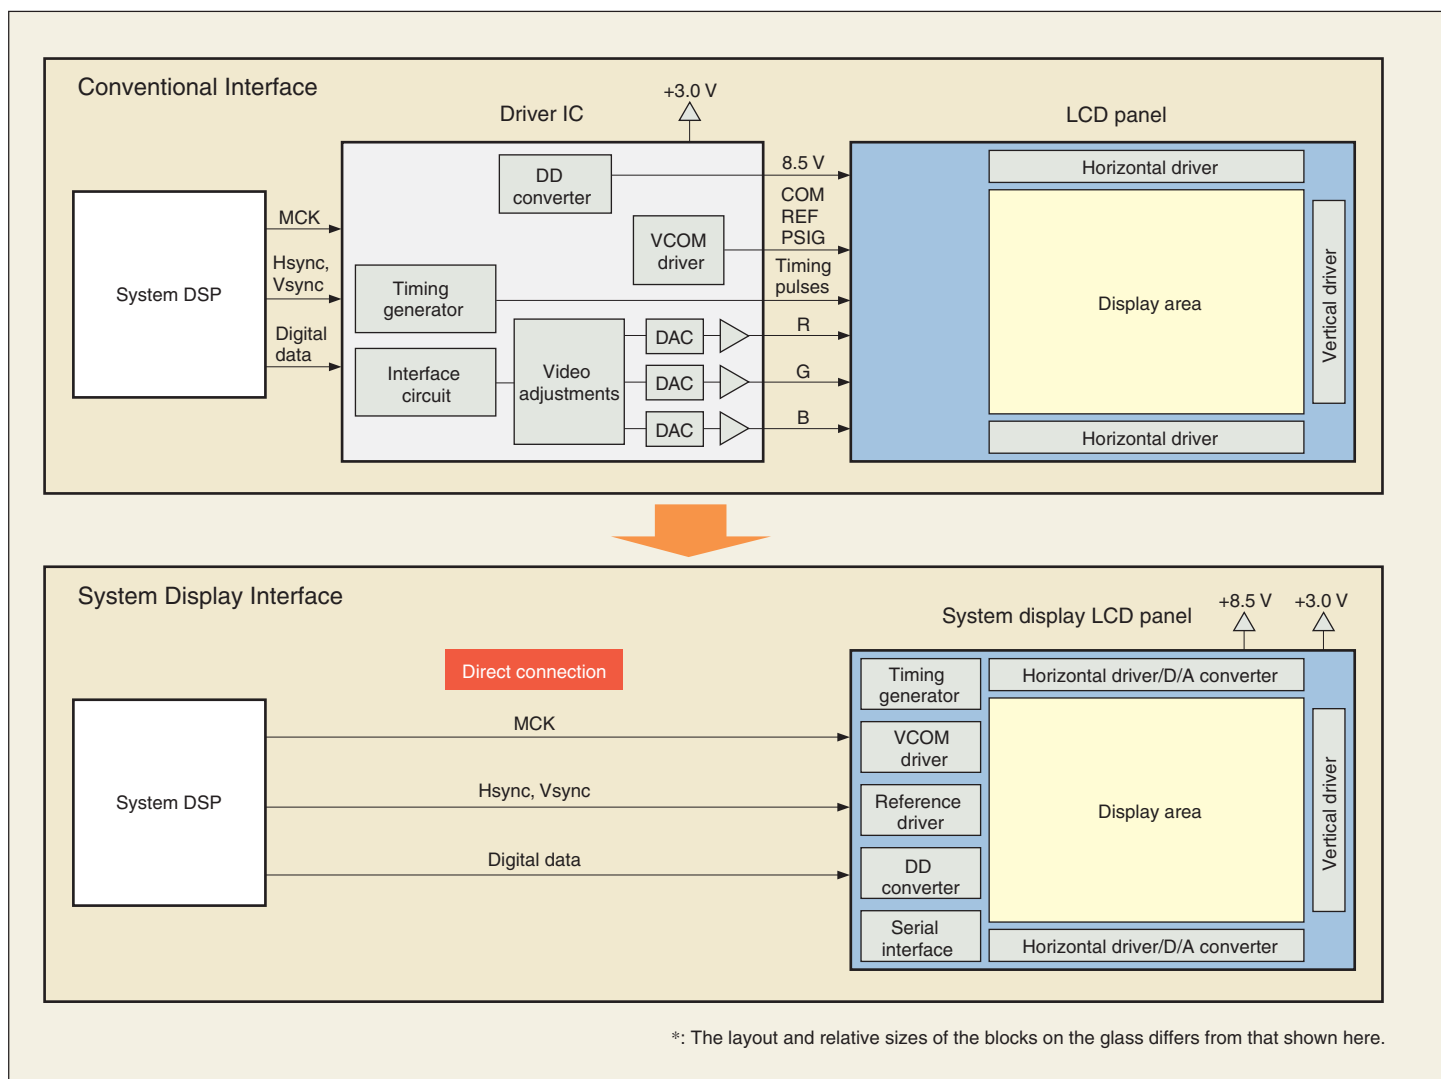 Conventional Interface
Driver IC
+3.0 V
LCD panel
System DSP
MCK
Hsync,
Vsync
Digital
data
DD
converter
VCOM
driver
Timing
generator
Interface
circuit
Video
adjustments
DAC
DAC
DAC
8.5 V
COM
REF
PSIG
Timing
pulses
R
G
B
Horizontal driver
Display area
Vertical driver
Horizontal driver
System Display Interface
System display LCD panel
+8.5 V
+3.0 V
Direct connection
System DSP
MCK
Hsync, Vsync
Digital data
Timing
generator
VCOM
driver
Reference
driver
DD
converter
Serial
interface
Horizontal driver/D/A converter
Display area
Vertical driver
Horizontal driver/D/A converter
*: The layout and relative sizes of the blocks on the glass differs from that shown here.